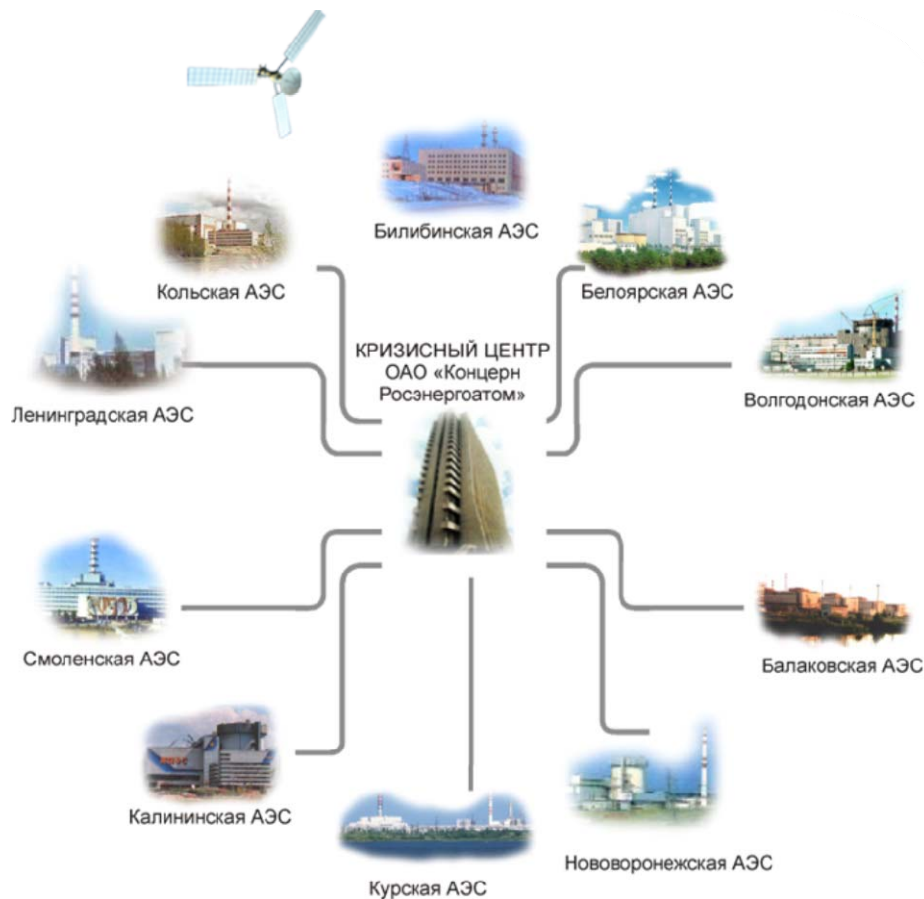 Билибинская АЭС
Кольская АЭС
Белоярская АЭС
КРИЗИСНЫЙ ЦЕНТР
ОАО «Концерн
Росэнергоатом»
Ленинградская АЭС
Волгодонская АЭС
Смоленская АЭС
Балаковская АЭС
Калининская АЭС
Нововоронежская АЭС
Курская АЭС